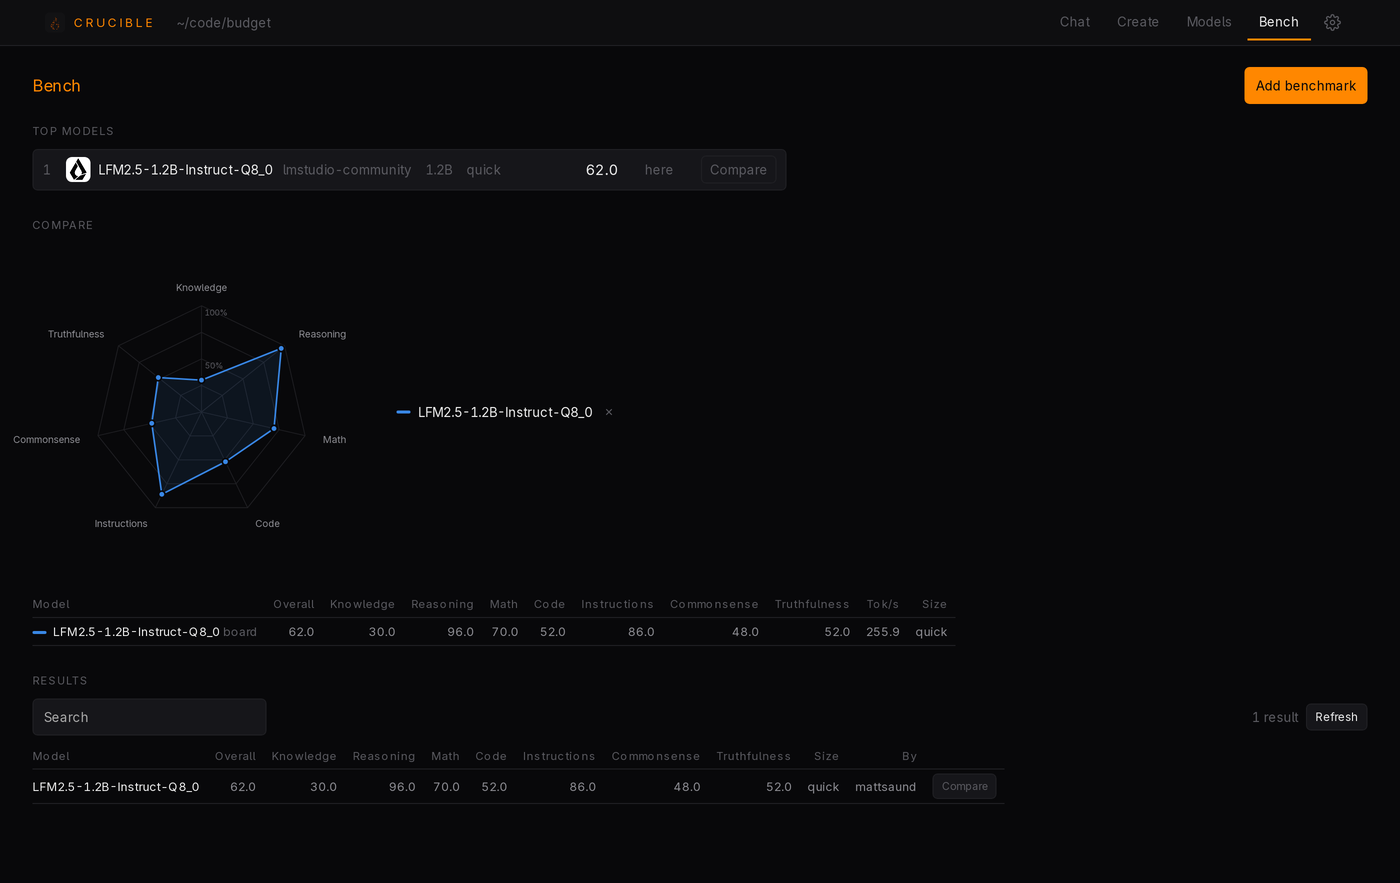 CRUCIBLE ~/code/budget Chat Create Models Bench
Bench Add benchmark
TOP MODELS
1 LFM2.5-1.2B-Instruct-Q8_0 lmstudio-community 1.2B quick 62.0 here Compare
COMPARE
Knowledge
100%
Truthfulness Reasoning
50%
LFM2.5-1.2B-Instruct-Q8_0 ×
Commonsense Math
Instructions Code
Model Overall Knowledge Reasoning Math Code Instructions Commonsense Truthfulness Tok/s Size
LFM2.5-1.2B-Instruct-Q8_0 board 62.0 30.0 96.0 70.0 52.0 86.0 48.0 52.0 255.9 quick
RESULTS
Search 1 result Refresh
Model Overall Knowledge Reasoning Math Code Instructions Commonsense Truthfulness Size By
LFM2.5-1.2B-Instruct-Q8_0 62.0 30.0 96.0 70.0 52.0 86.0 48.0 52.0 quick mattsaund Compare